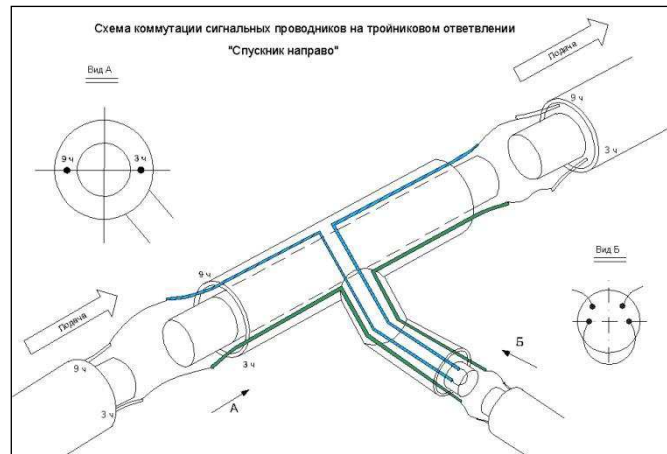 Схема коммутации сигнальных проводников на тройниковом ответвлении
"Спускник направо"
Вид А
Подача
9 ч
3 ч
9 ч
3 ч
9 ч
Вид Б
Подача
Б
9 ч
3 ч
3 ч
А